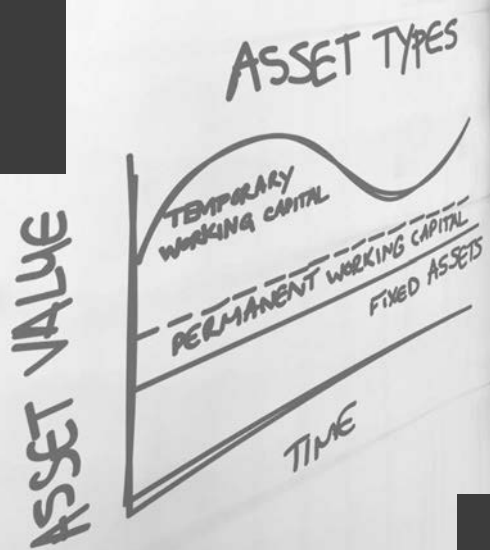 ASSET TYPES
ASSET VALUE
TEMPORARY
WORKING CAPITAL
PERMANENT WORKING CAPITAL
FIXED ASSETS
TIME